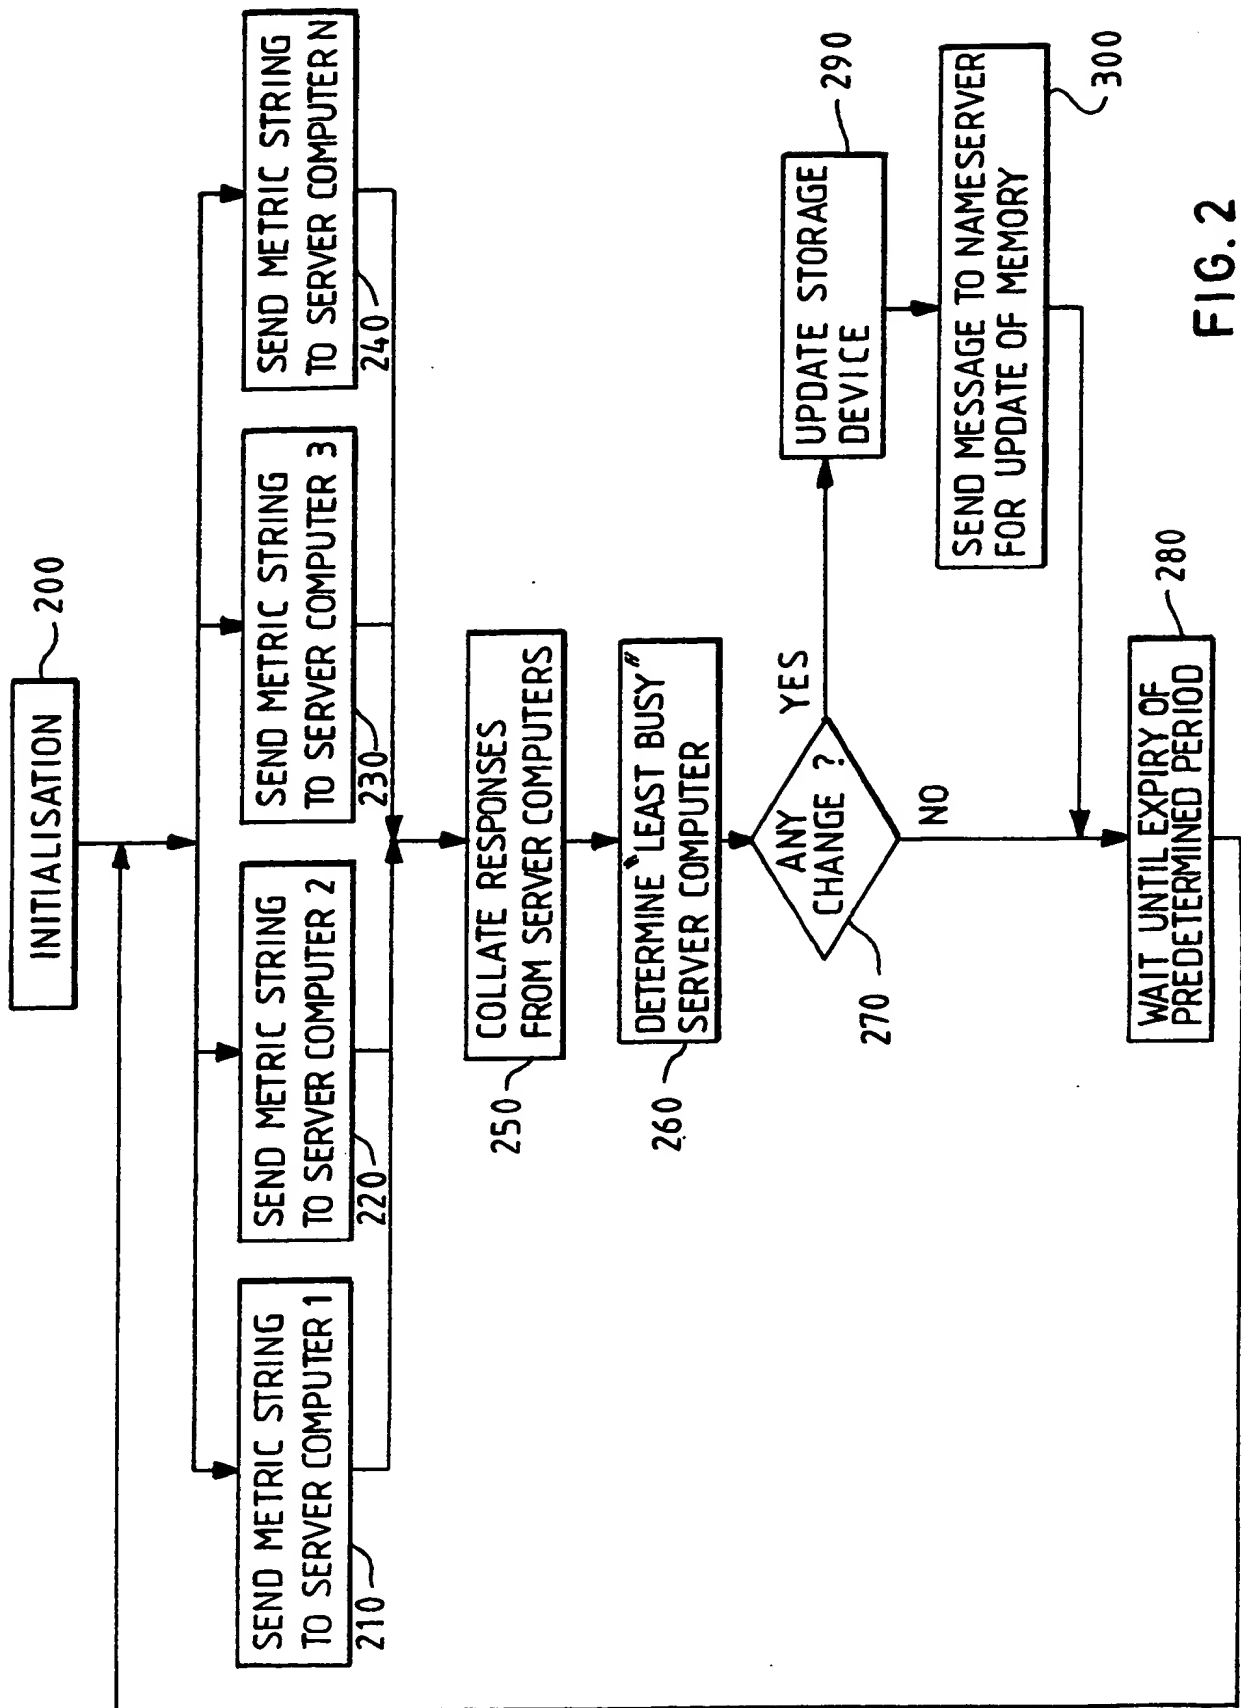 INITIALISATION
200
SEND METRIC STRING
TO SERVER COMPUTER 1
210
SEND METRIC STRING
TO SERVER COMPUTER 2
220
SEND METRIC STRING
TO SERVER COMPUTER 3
230
SEND METRIC STRING
TO SERVER COMPUTER N
240
COLLATE RESPONSES
FROM SERVER COMPUTERS
250
DETERMINE "LEAST BUSY"
SERVER COMPUTER
260
ANY
CHANGE ?
270
YES
NO
UPDATE STORAGE
DEVICE
290
SEND MESSAGE TO NAMESERVER
FOR UPDATE OF MEMORY
300
WAIT UNTIL EXPIRY OF
PREDETERMINED PERIOD
280
FIG. 2